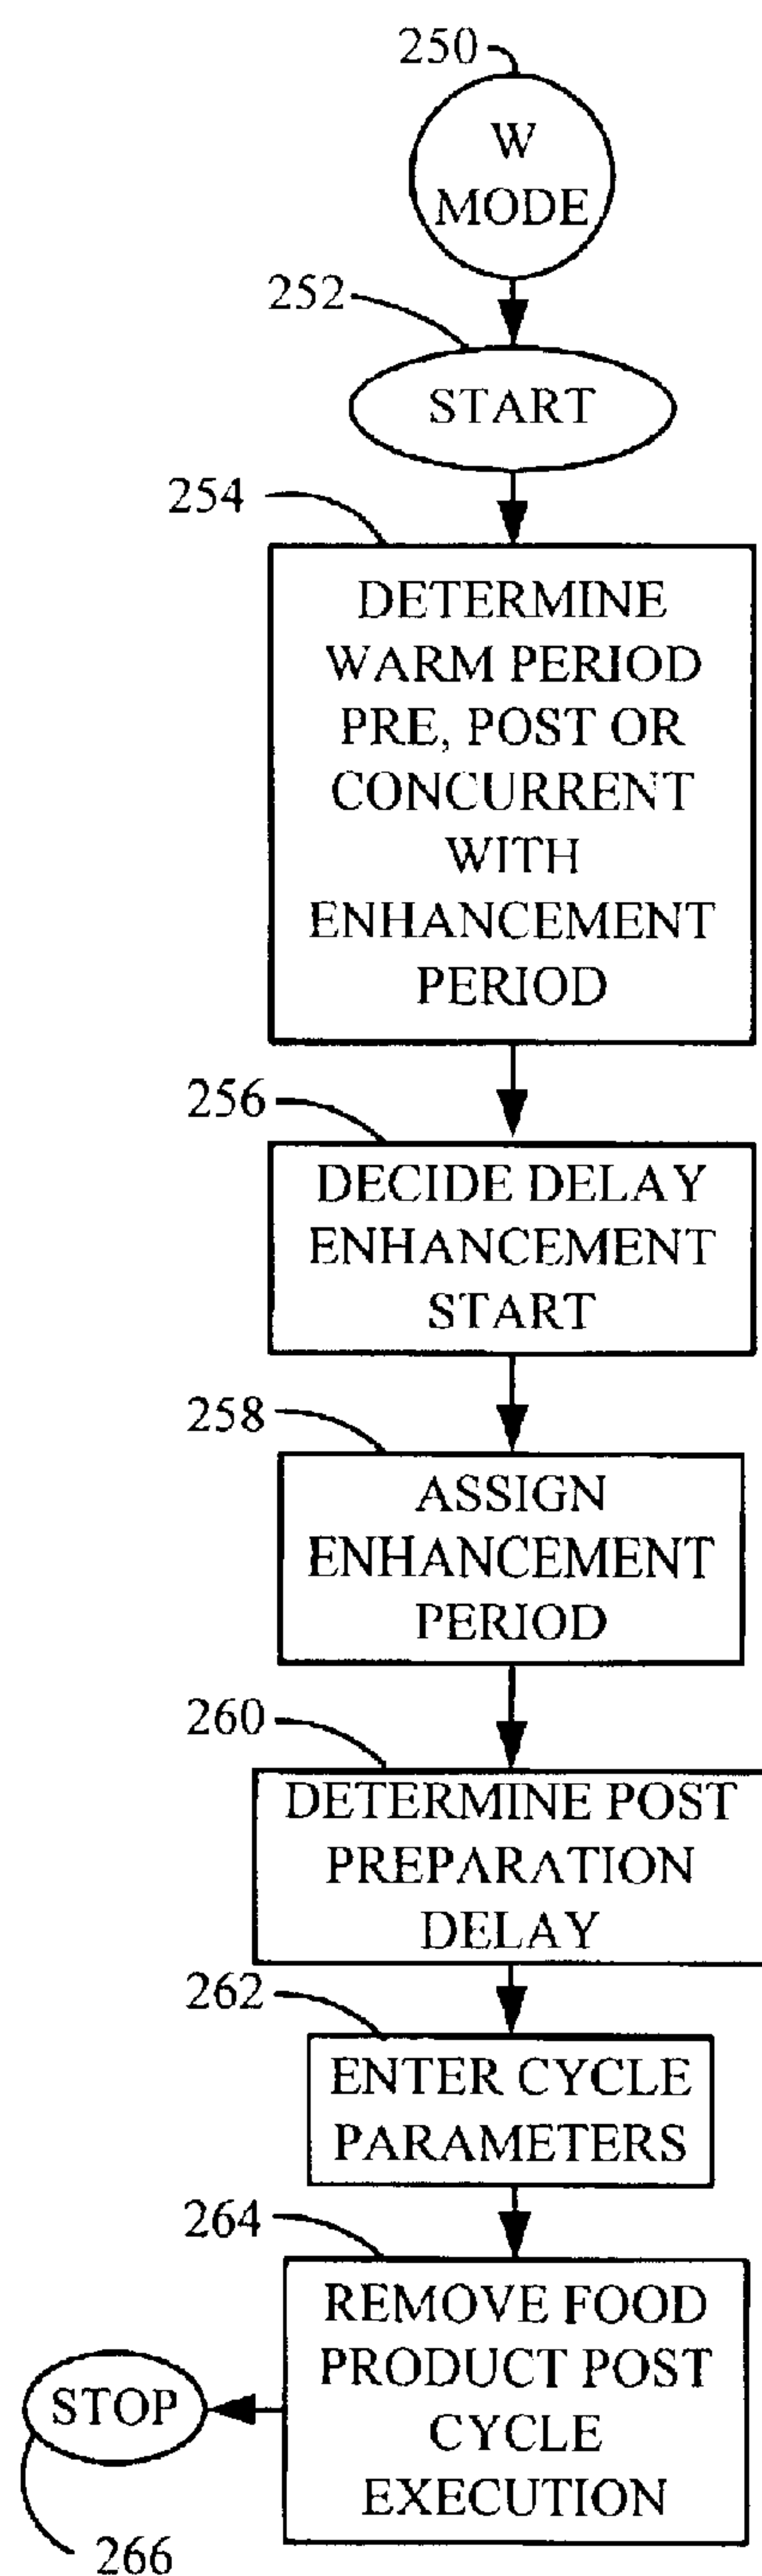 250
W
MODE
252
START
254
DETERMINE
WARM PERIOD
PRE, POST OR
CONCURRENT
WITH
ENHANCEMENT
PERIOD
256
DECIDE DELAY
ENHANCEMENT
START
258
ASSIGN
ENHANCEMENT
PERIOD
260
DETERMINE POST
PREPARATION
DELAY
262
ENTER CYCLE
PARAMETERS
264
REMOVE FOOD
PRODUCT POST
CYCLE
EXECUTION
STOP
266